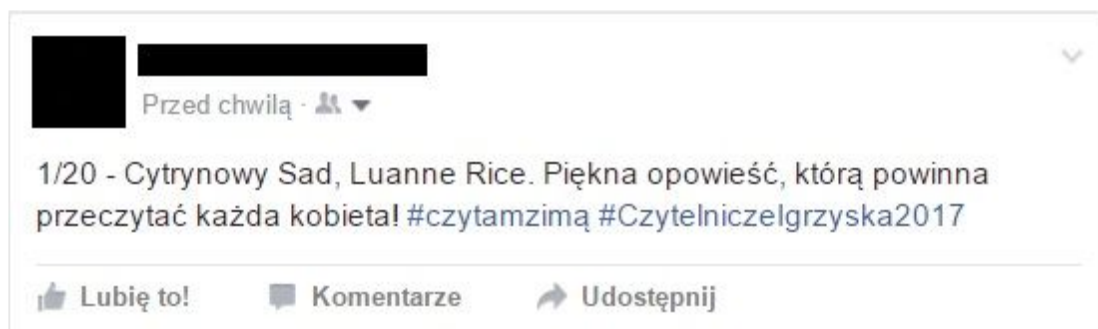 Przed chwilą ·
1/20 - Cytrynowy Sad, Luanne Rice. Piękna opowieść, którą powinna
przeczytać każda kobieta! #czytamzimą #CzytelniczeIgrzyska2017
Lubię to! Komentarze Udostępnij